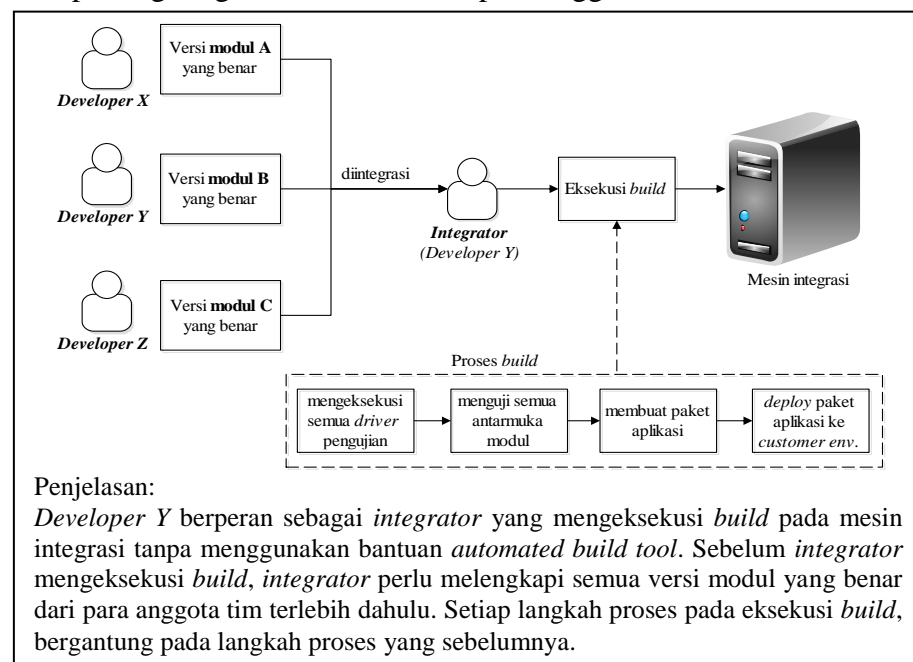 Versi modul A
yang benar
Developer X
Versi modul B
yang benar
Developer Y
Versi modul C
yang benar
Developer Z
diintegrasi
Integrator
(Developer Y)
Eksekusi build
Mesin integrasi
Proses build
mengeksekusi
semua driver
pengujian
menguji semua
antarmuka
modul
membuat paket
aplikasi
deploy paket
aplikasi ke
customer env.
Penjelasan:
Developer Y berperan sebagai integrator yang mengeksekusi build pada mesin
integrasi tanpa menggunakan bantuan automated build tool. Sebelum integrator
mengeksekusi build, integrator perlu melengkapi semua versi modul yang benar
dari para anggota tim terlebih dahulu. Setiap langkah proses pada eksekusi build,
bergantung pada langkah proses yang sebelumnya.